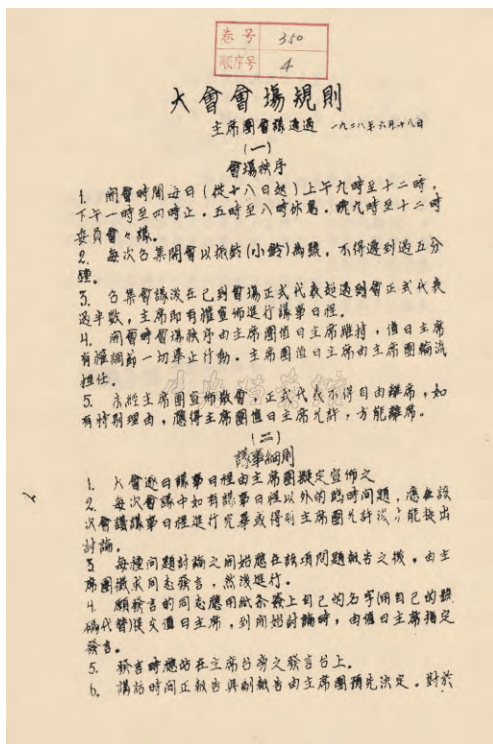 卷号 350
顺序号 4
大會會場規則
主席團會議通過 一九二八年六月十八日
(一)
會場秩序
1. 開會時間每日(從十八日起)上午九時至十二時，
下午一時至四時止。五時至八時休息。晚九時至十二時
委員會々議。
2. 每次召集開會以振鈴(小鈴)為號，不得遲到過五分
鐘。
3. 召集會議後在已到會場正式代表超過到會正式代表
過半數，主席即有權宣佈進行議事日程。
4. 開會時會場秩序由主席團值日主席維持，值日主席
有權調節一切舉止行動。主席團值日主席由主席團輪流
担任。
5. 未經主席團宣佈散會，正式代表不得自由離席，如
有特別理由，應得主席團值日主席允許，方能離席。
(二)
議事細則
1. 大會逐日議事日程由主席團擬定宣佈之
2. 每次會議中如有議事日程以外的臨時問題，應在該
次會議議事日程進行完畢或得到主席團允許後才能提出
討論。
3 每種問題討論之開始應在該項問題報告之後，由主
席團徵求同志發言，然後進行。
4. 願發言的同志應用紙條簽上自己的名字(用自己的號
碼代替)送交值日主席，到開始討論時，由值日主席指定
發言。
5. 發言時應站在主席台旁之發言台上。
6. 講話時間正報告與副報告由主席團預先決定。對於